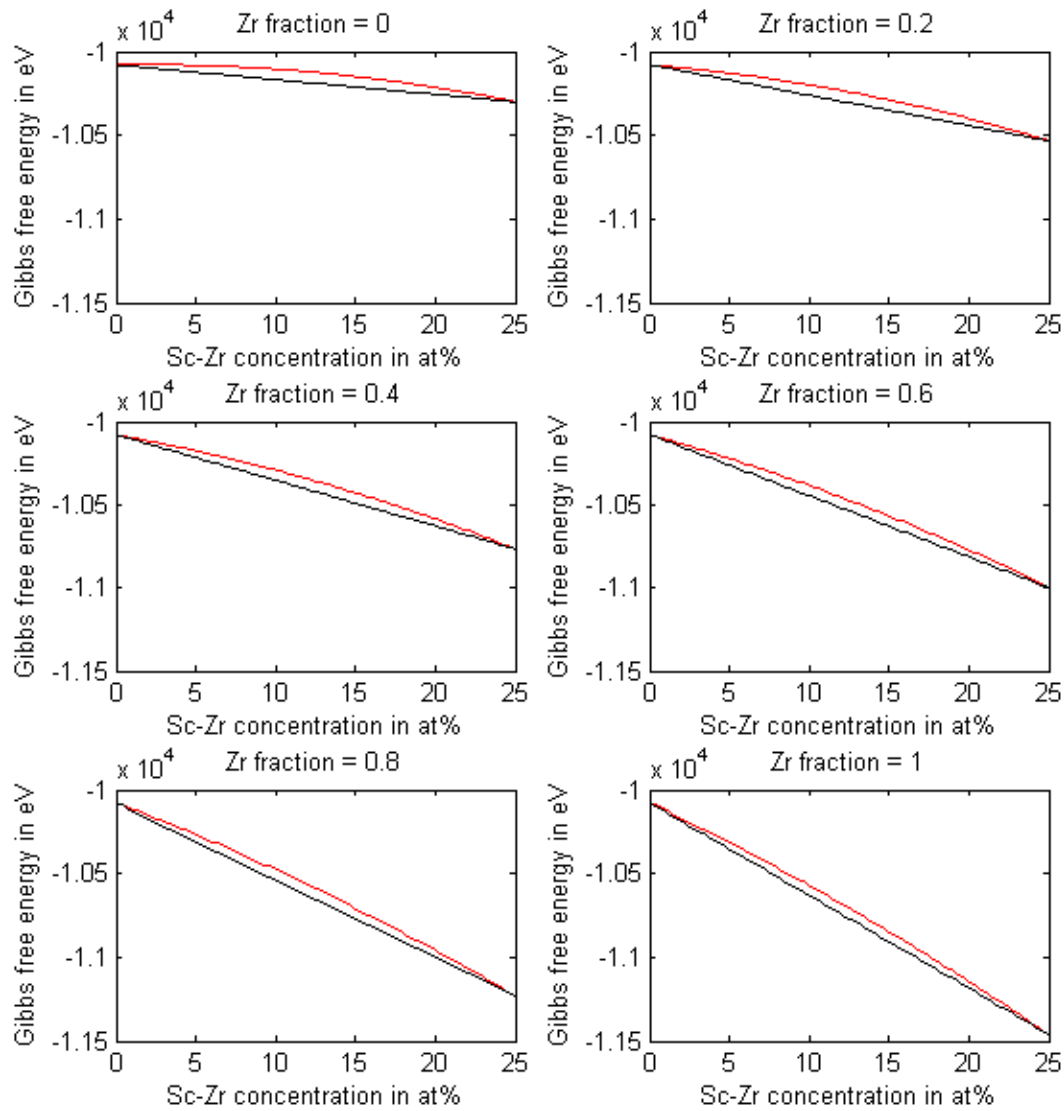 x 10^4 Zr fraction = 0
Gibbs free energy in eV
-1
-1.05
-1.1
-1.15
0 5 10 15 20 25
Sc-Zr concentration in at%
x 10^4 Zr fraction = 0.2
Gibbs free energy in eV
-1
-1.05
-1.1
-1.15
0 5 10 15 20 25
Sc-Zr concentration in at%
x 10^4 Zr fraction = 0.4
Gibbs free energy in eV
-1
-1.05
-1.1
-1.15
0 5 10 15 20 25
Sc-Zr concentration in at%
x 10^4 Zr fraction = 0.6
Gibbs free energy in eV
-1
-1.05
-1.1
-1.15
0 5 10 15 20 25
Sc-Zr concentration in at%
x 10^4 Zr fraction = 0.8
Gibbs free energy in eV
-1
-1.05
-1.1
-1.15
0 5 10 15 20 25
Sc-Zr concentration in at%
x 10^4 Zr fraction = 1
Gibbs free energy in eV
-1
-1.05
-1.1
-1.15
0 5 10 15 20 25
Sc-Zr concentration in at%